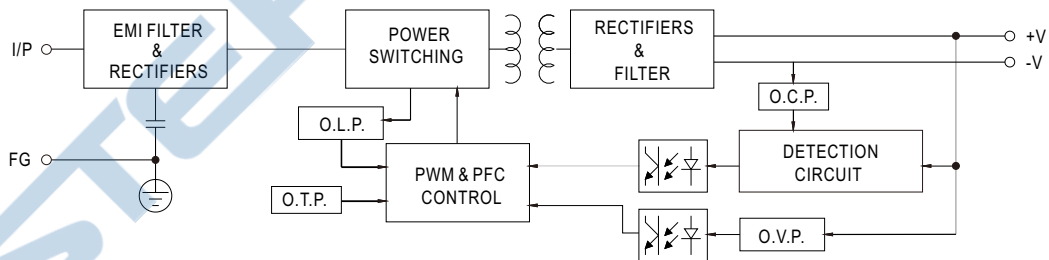 I/P
EMI FILTER
&
RECTIFIERS
POWER
SWITCHING
RECTIFIERS
&
FILTER
+V
-V
O.C.P.
O.L.P.
FG
PWM & PFC
CONTROL
DETECTION
CIRCUIT
O.T.P.
O.V.P.